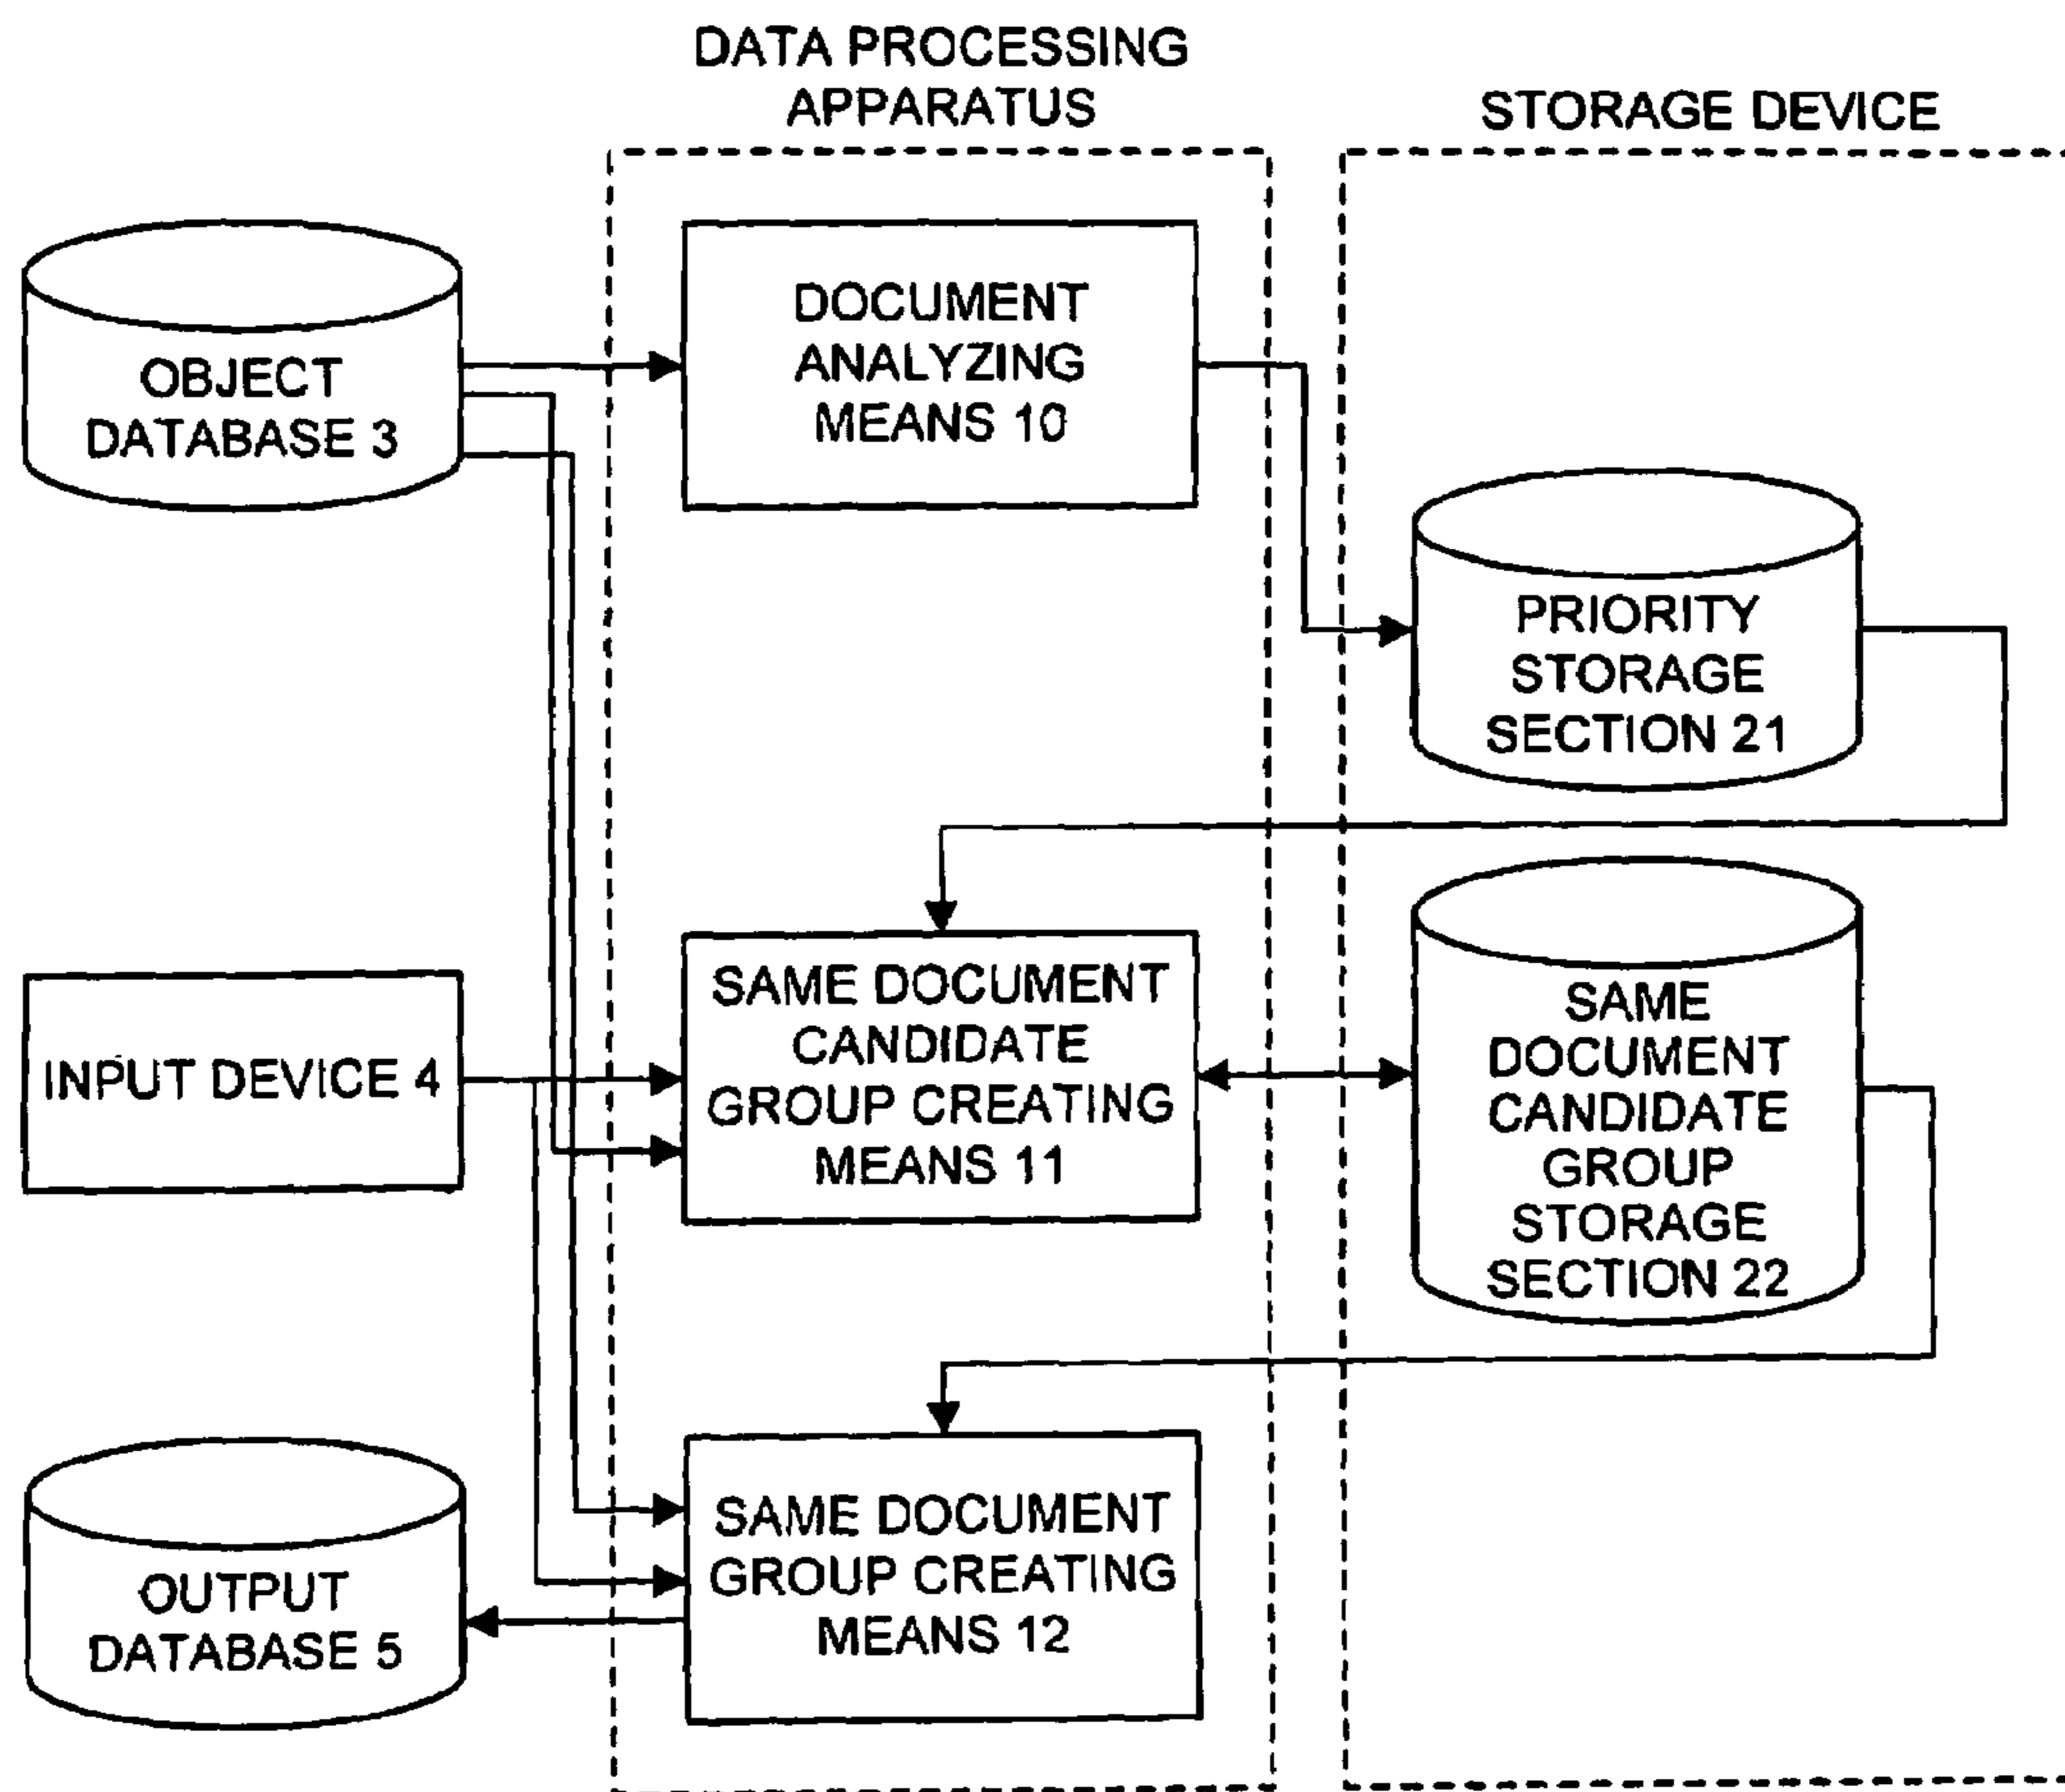 DATA PROCESSING
APPARATUS
STORAGE DEVICE
OBJECT
DATABASE 3
DOCUMENT
ANALYZING
MEANS 10
PRIORITY
STORAGE
SECTION 21
INPUT DEVICE 4
SAME DOCUMENT
CANDIDATE
GROUP CREATING
MEANS 11
SAME
DOCUMENT
CANDIDATE
GROUP
STORAGE
SECTION 22
OUTPUT
DATABASE 5
SAME DOCUMENT
GROUP CREATING
MEANS 12